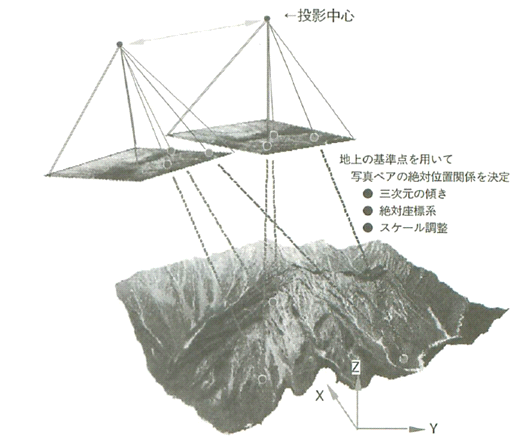 ←投影中心
地上の基準点を用いて
写真ペアの絶対位置関係を決定
● 三次元の傾き
● 絶対座標系
● スケール調整
Z
X
Y